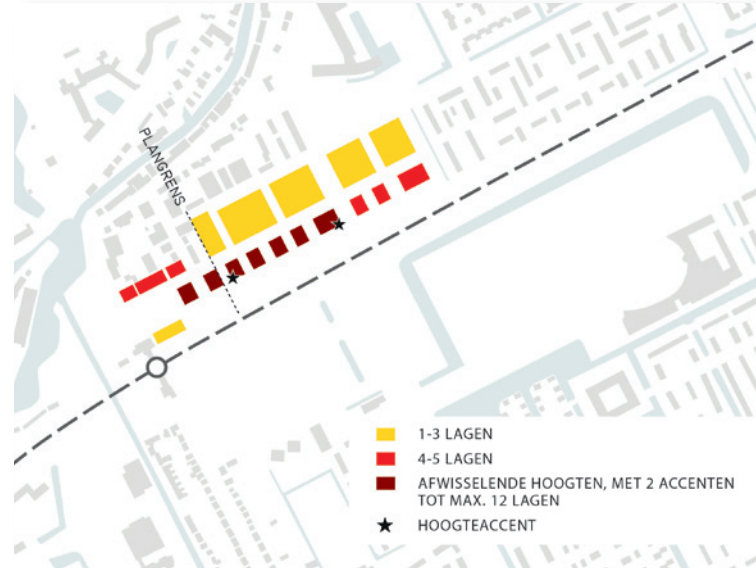 PLANGRENS
1-3 LAGEN
4-5 LAGEN
AFWISSELENDE HOOGTEN, MET 2 ACCENTEN
TOT MAX. 12 LAGEN
HOOGTEACCENT